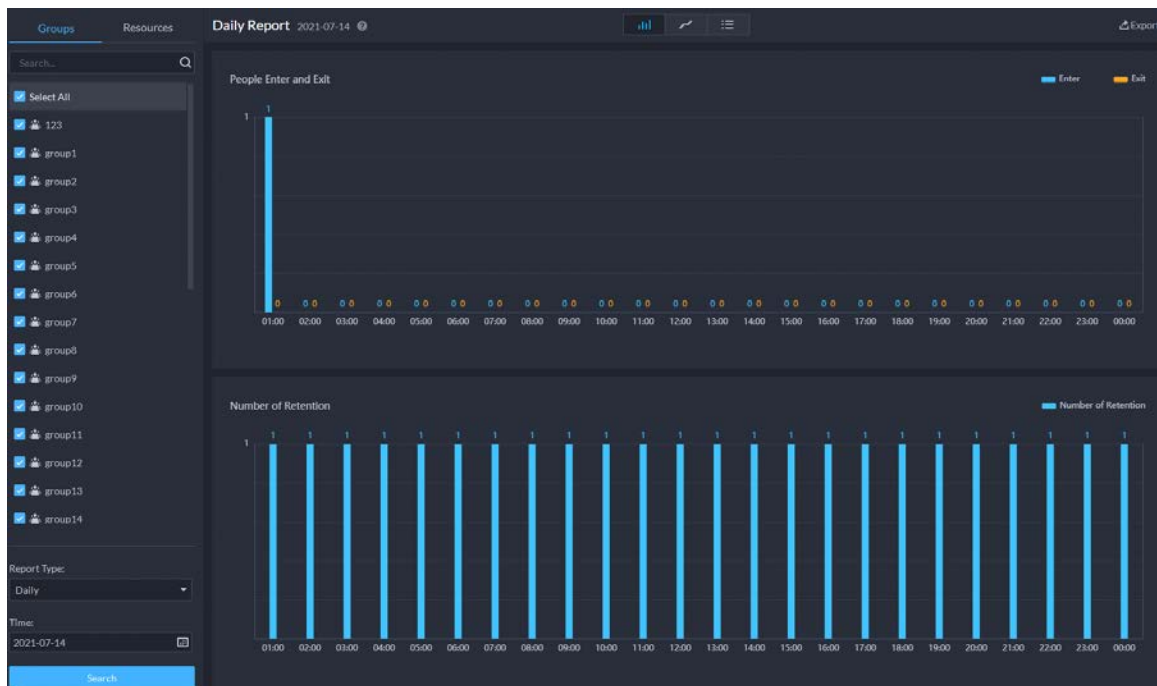 Groups Resources
Search...
Select All
123
group1
group2
group3
group4
group5
group6
group7
group8
group9
group10
group11
group12
group13
group14
Report Type:
Daily
Time:
2021-07-14
Search
Daily Report 2021-07-14
Export
People Enter and Exit
Enter Exit
1
1
0 0 0 0 0 0 0 0 0 0 0 0 0 0 0 0 0 0 0 0 0 0 0 0 0 0 0 0 0 0 0 0 0 0 0 0 0 0 0 0 0 0 0 0 0 0 0
01:00 02:00 03:00 04:00 05:00 06:00 07:00 08:00 09:00 10:00 11:00 12:00 13:00 14:00 15:00 16:00 17:00 18:00 19:00 20:00 21:00 22:00 23:00 00:00
Number of Retention
Number of Retention
1 1 1 1 1 1 1 1 1 1 1 1 1 1 1 1 1 1 1 1 1 1 1 1
1
01:00 02:00 03:00 04:00 05:00 06:00 07:00 08:00 09:00 10:00 11:00 12:00 13:00 14:00 15:00 16:00 17:00 18:00 19:00 20:00 21:00 22:00 23:00 00:00